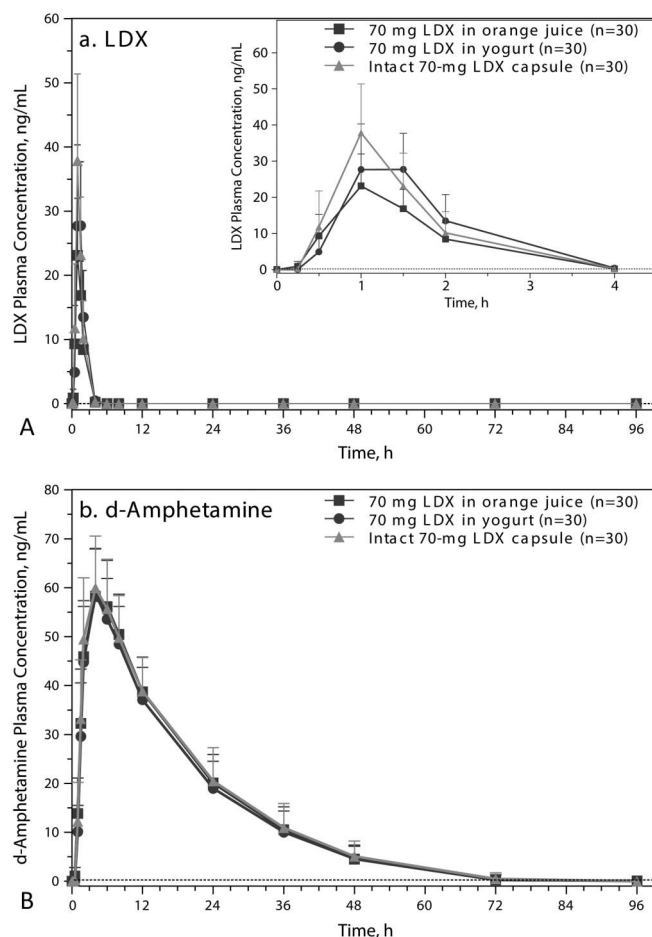 a. LDX
70 mg LDX in orange juice (n=30)
70 mg LDX in yogurt (n=30)
Intact 70-mg LDX capsule (n=30)
LDX Plasma Concentration, ng/mL
70
60
50
40
30
20
10
0
0 1 2 3 4
Time, h
LDX Plasma Concentration, ng/mL
60
50
40
30
20
10
0
0 12 24 36 48 60 72 84 96
Time, h
A
b. d-Amphetamine
70 mg LDX in orange juice (n=30)
70 mg LDX in yogurt (n=30)
Intact 70-mg LDX capsule (n=30)
d-Amphetamine Plasma Concentration, ng/mL
80
70
60
50
40
30
20
10
0
0 12 24 36 48 60 72 84 96
Time, h
B